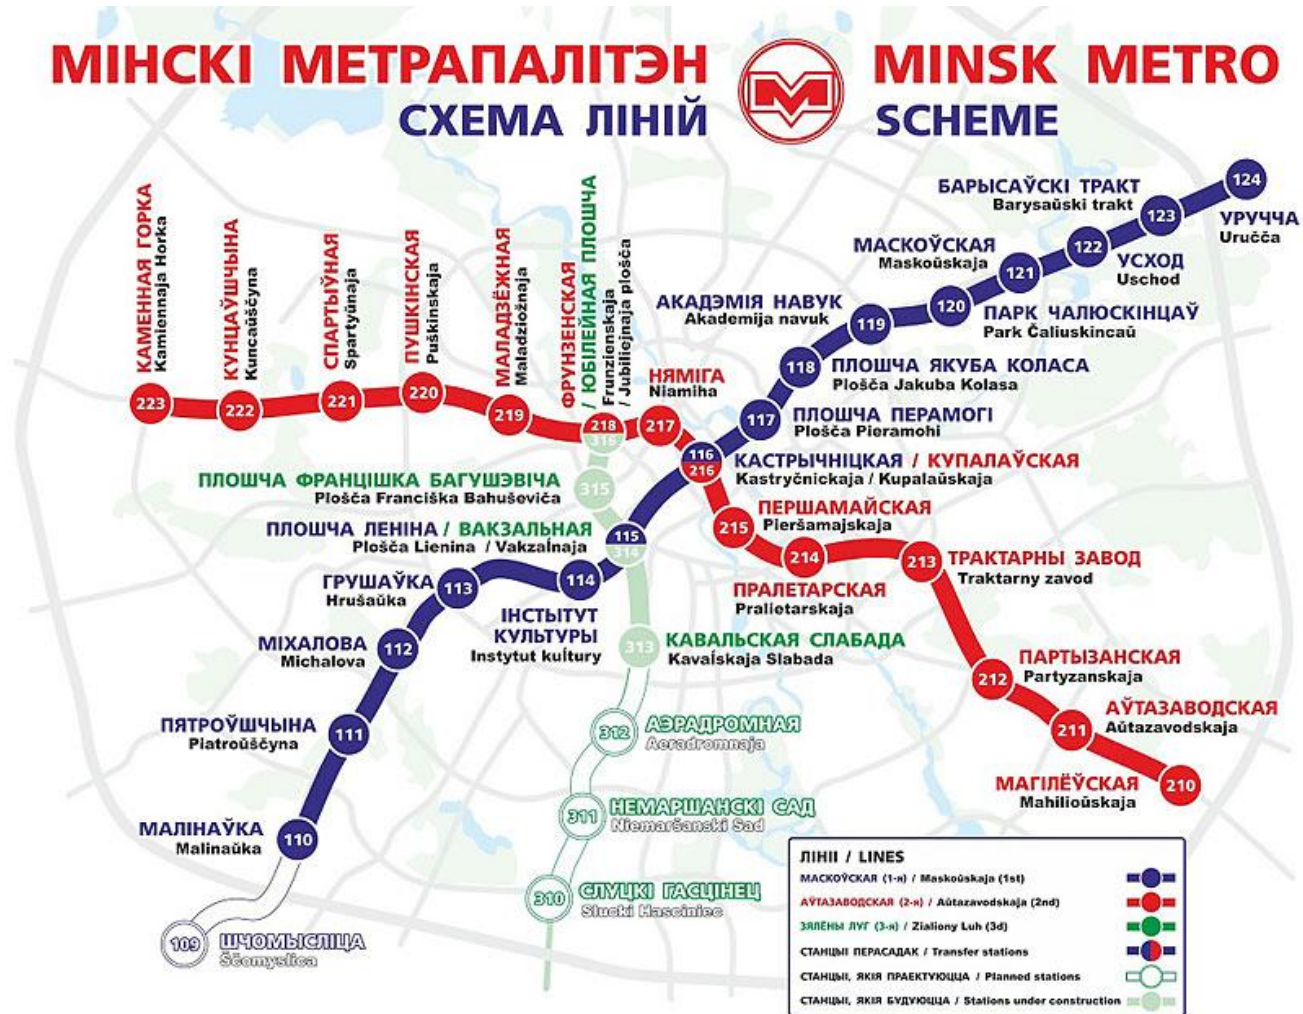 МІНСКІ МЕТРАПАЛІТЭН
СХЕМА ЛІНІЙ
M
MINSK METRO
SCHEME
КАМЕННАЯ ГОРКА
Kamiennaja Horka
223
КУНЦАЎШЧЫНА
Kuncaŭščyna
222
СПАРТЫЎНАЯ
Spartyŭnaja
221
ПУШКІНСКАЯ
Puškinskaja
220
МАЛАДЗЁЖНАЯ
Maladziožnaja
219
ФРУНЗЕНСКАЯ
/ ЮБІЛЕЙНАЯ ПЛОШЧА
Frunzienskaja
/ Jubiliejnaja plošča
218
316
НЯМІГА
Niamiha
217
БАРЫСАЎСКІ ТРАКТ
Barysaŭski trakt
123
124
УРУЧЧА
Uručča
МАСКОЎСКАЯ
Maskoŭskaja
121
122
УСХОД
Uschod
АКАДЭМІЯ НАВУК
Akademija navuk
119
120
ПАРК ЧАЛЮСКІНЦАЎ
Park Čaliuskincaŭ
118
ПЛОШЧА ЯКУБА КОЛАСА
Plošča Jakuba Kolasa
117
ПЛОШЧА ПЕРАМОГІ
Plošča Pieramohi
116
216
КАСТРЫЧНІЦКАЯ / КУПАЛАЎСКАЯ
Kastryčnickaja / Kupalaŭskaja
ПЛОШЧА ФРАНЦІШКА БАГУШЭВІЧА
Plošča Franciška Bahuševiča
315
ПЛОШЧА ЛЕНІНА / ВАКЗАЛЬНАЯ
Plošča Lienina / Vakzaĺnaja
115
314
215
ПЕРШАМАЙСКАЯ
Pieršamajskaja
214
ПРАЛЕТАРСКАЯ
Pralietarskaja
213
ТРАКТАРНЫ ЗАВОД
Traktarny zavod
ГРУШАЎКА
Hrušaŭka
113
114
ІНСТЫТУТ
КУЛЬТУРЫ
Instytut kuĺtury
МІХАЛОВА
Michalova
112
313
КАВАЛЬСКАЯ СЛАБАДА
Kavaĺskaja Slabada
212
ПАРТЫЗАНСКАЯ
Partyzanskaja
ПЯТРОЎШЧЫНА
Piatroŭščyna
111
312
АЭРАДРОМНАЯ
Aeradromnaja
211
АЎТАЗАВОДСКАЯ
Aŭtazavodskaja
МАГІЛЁЎСКАЯ
Mahilioŭskaja
210
МАЛІНАЎКА
Malinaŭka
110
311
НЕМАРШАНСКІ САД
Niemaršanski Sad
310
СЛУЦКІ ГАСЦІНЕЦ
Slucki Hasciniec
109
ШЧОМЫСЛІЦА
Ščomyslica
ЛІНІІ / LINES
МАСКОЎСКАЯ (1-я) / Maskoŭskaja (1st)
АЎТАЗАВОДСКАЯ (2-я) / Aŭtazavodskaja (2nd)
ЗЯЛЁНЫ ЛУГ (3-я) / Zialiony Luh (3d)
СТАНЦЫІ ПЕРАСАДАК / Transfer stations
СТАНЦЫІ, ЯКІЯ ПРАЕКТУЮЦЦА / Planned stations
СТАНЦЫІ, ЯКІЯ БУДУЮЦЦА / Stations under construction